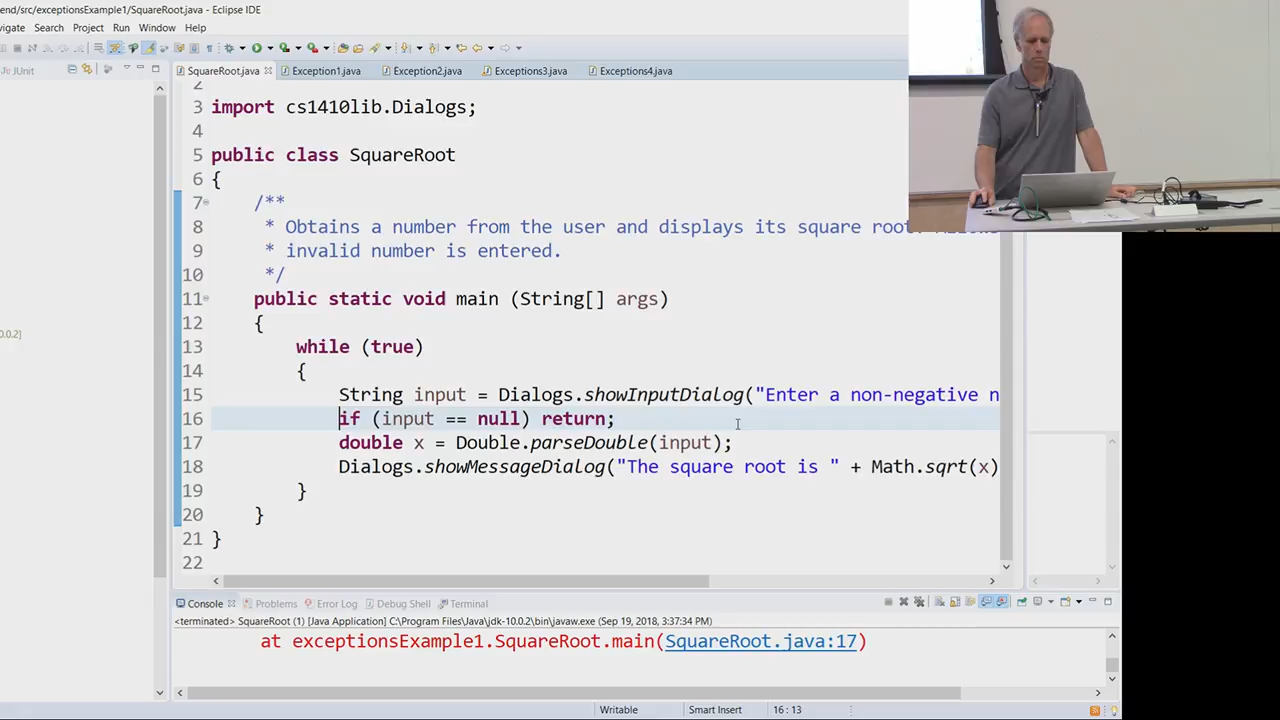 end/src/exceptionsExample1/SquareRoot.java - Eclipse IDE
vigate Search Project Run Window Help
JUnit
SquareRoot.java Exception1.java Exception2.java Exceptions3.java Exceptions4.java
2
3 import cs1410lib.Dialogs;
4
5 public class SquareRoot
6 {
7 /**
8 * Obtains a number from the user and displays its square root.
9 * invalid number is entered.
10 */
11 public static void main (String[] args)
12 {
13 while (true)
14 {
15 String input = Dialogs.showInputDialog("Enter a non-negative n
16 if (input == null) return;
17 double x = Double.parseDouble(input);
18 Dialogs.showMessageDialog("The square root is " + Math.sqrt(x)
19 }
20 }
21 }
22
0.0.2]
Console Problems Error Log Debug Shell Terminal
<terminated> SquareRoot (1) [Java Application] C:\Program Files\Java\jdk-10.0.2\bin\javaw.exe (Sep 19, 2018, 3:37:34 PM)
at exceptionsExample1.SquareRoot.main(SquareRoot.java:17)
Writable Smart Insert 16 : 13